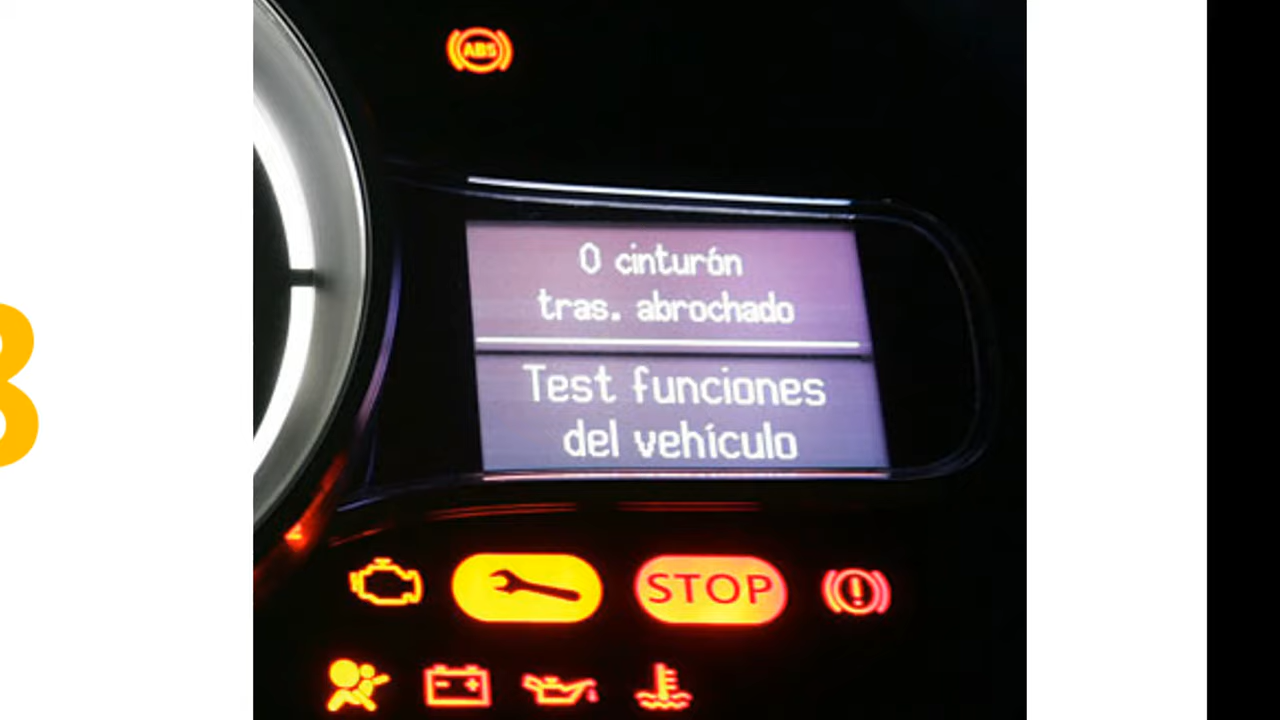 ABS
0 cinturón
tras. abrochado
Test funciones
del vehículo
STOP